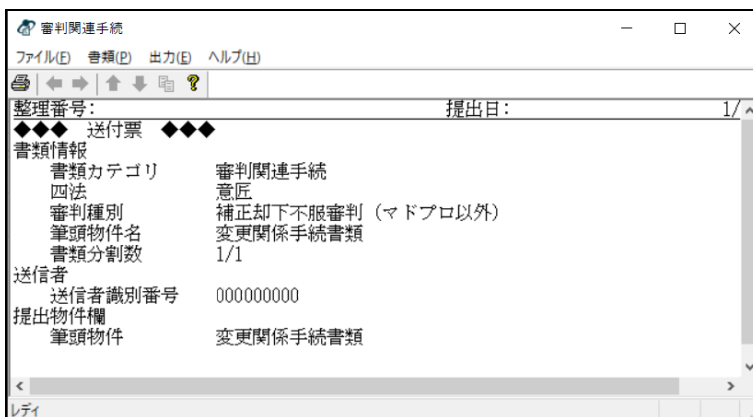 審判関連手続
ファイル(F) 書類(P) 出力(E) ヘルプ(H)
整理番号: 提出日: 1/
◆◆◆ 送付票 ◆◆◆
書類情報
書類カテゴリ 審判関連手続
四法 意匠
審判種別 補正却下不服審判（マドプロ以外）
筆頭物件名 変更関係手続書類
書類分割数 1/1
送信者
送信者識別番号 000000000
提出物件欄
筆頭物件 変更関係手続書類
レディ